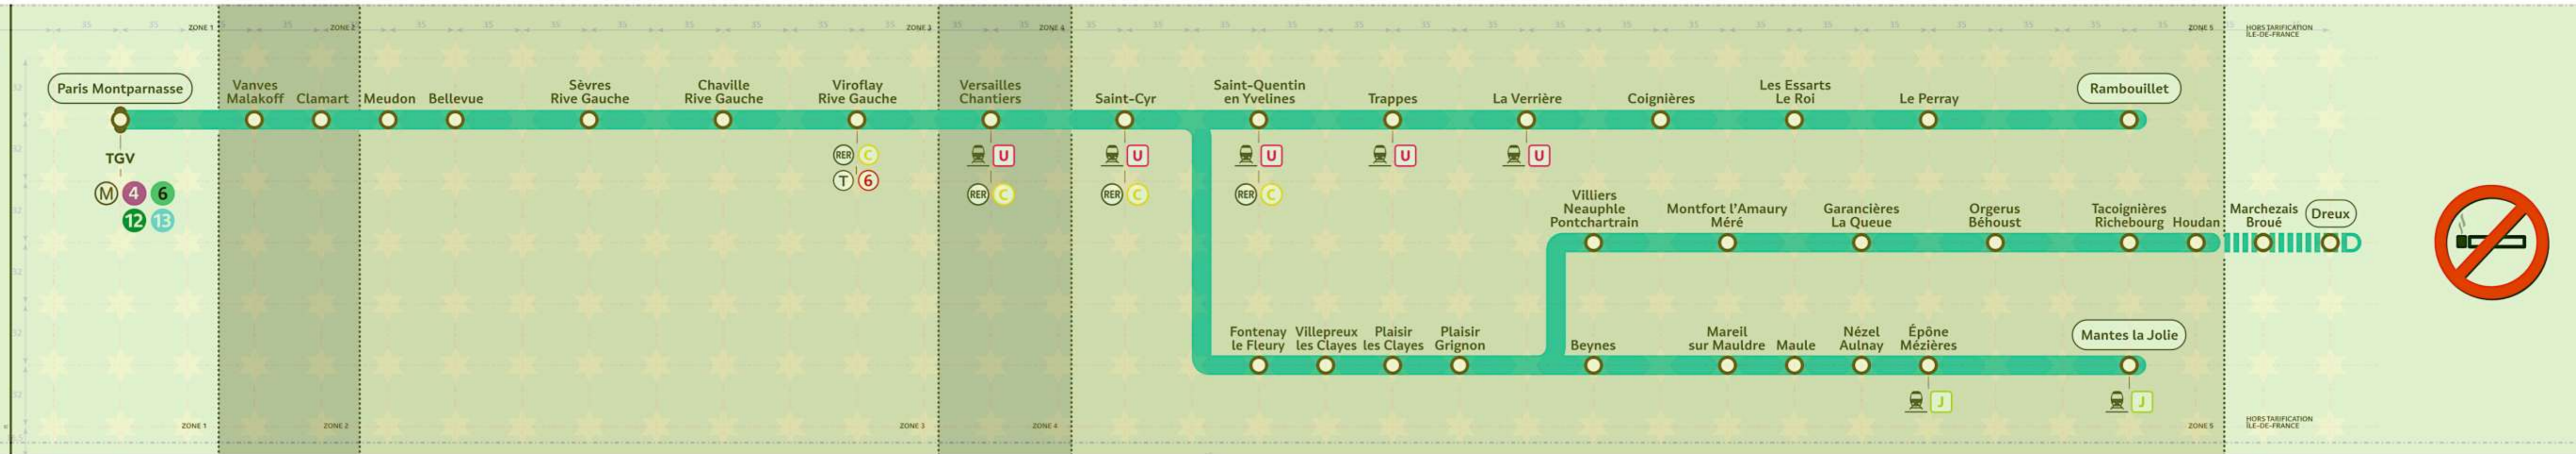 ZONE 1
ZONE 2
ZONE 3
ZONE 4
ZONE 5
HORS TARIFICATION
ÎLE-DE-FRANCE
Paris Montparnasse
Vanves
Malakoff
Clamart
Meudon
Bellevue
Sèvres
Rive Gauche
Chaville
Rive Gauche
Viroflay
Rive Gauche
Versailles
Chantiers
Saint-Cyr
Saint-Quentin
en Yvelines
Trappes
La Verrière
Coignières
Les Essarts
Le Roi
Le Perray
Rambouillet
TGV
M 4 6
12 13
RER C
T 6
U
RER C
U
RER C
U
RER C
U
U
Villiers
Neauphle
Pontchartrain
Montfort l'Amaury
Méré
Garancières
La Queue
Orgerus
Béhoust
Tacoignières
Richebourg
Houdan
Marchezais
Broué
Dreux
Fontenay
le Fleury
Villepreux
les Clayes
Plaisir
les Clayes
Plaisir
Grignon
Beynes
Mareil
sur Mauldre
Maule
Nézel
Aulnay
Épône
Mézières
Mantes la Jolie
J
J
ZONE 1
ZONE 2
ZONE 3
ZONE 4
ZONE 5
HORS TARIFICATION
ÎLE-DE-FRANCE